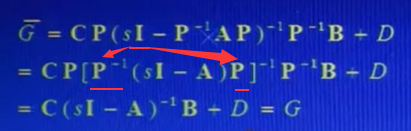 G̅ = CP(sI − P⁻¹AP)⁻¹P⁻¹B + D
= CP[P⁻¹(sI − A)P]⁻¹P⁻¹B + D
= C(sI − A)⁻¹B + D = G